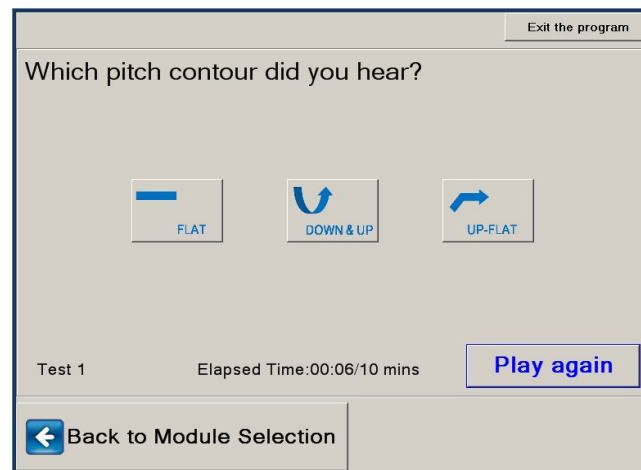 Exit the program
Which pitch contour did you hear?
FLAT
DOWN & UP
UP-FLAT
Test 1
Elapsed Time:00:06/10 mins
Play again
Back to Module Selection